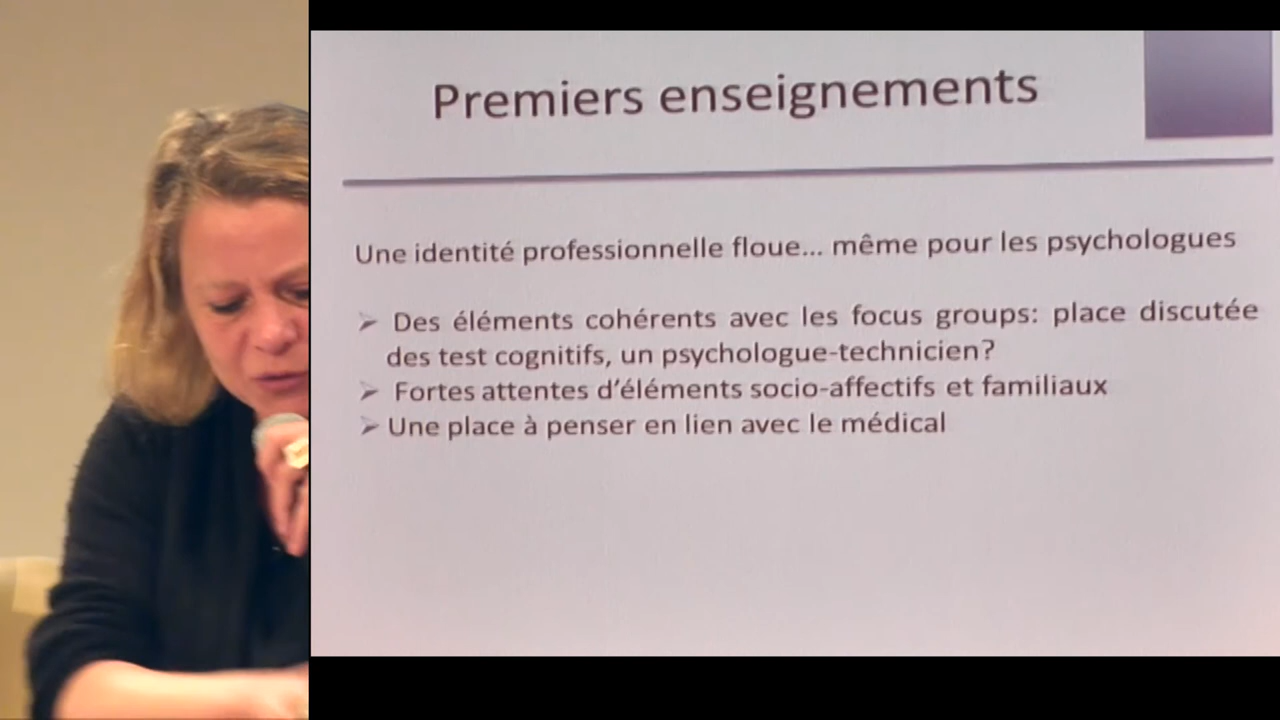 Premiers enseignements
Une identité professionnelle floue... même pour les psychologues
➢ Des éléments cohérents avec les focus groups: place discutée
des test cognitifs, un psychologue-technicien?
➢ Fortes attentes d'éléments socio-affectifs et familiaux
➢ Une place à penser en lien avec le médical